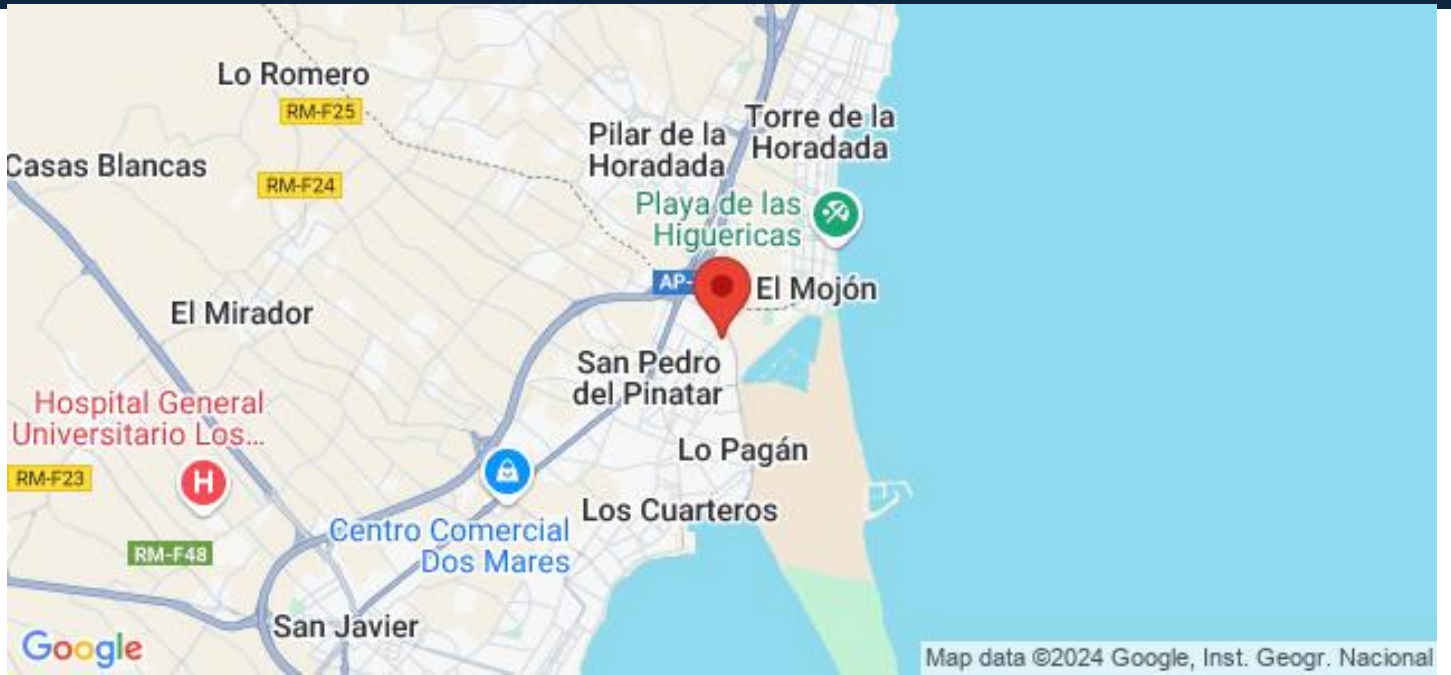 Lo Romero
RM-F25
Torre de la
Horadada
Pilar de la
Horadada
Casas Blancas
RM-F24
Playa de las
Higuericas
AP-
El Mojón
El Mirador
San Pedro
del Pinatar
Hospital General
Universitario Los...
H
RM-F23
Lo Pagán
Los Cuarteros
Centro Comercial
Dos Mares
RM-F48
San Javier
Google
Map data ©2024 Google, Inst. Geogr. Nacional